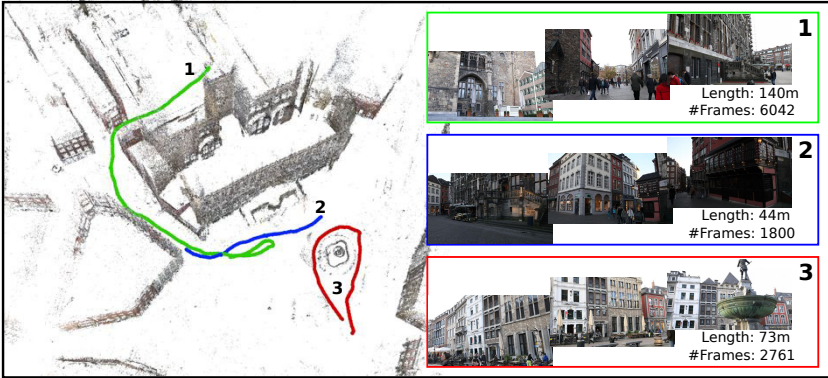 1
2
3
1
Length: 140m
#Frames: 6042
2
Length: 44m
#Frames: 1800
3
Length: 73m
#Frames: 2761